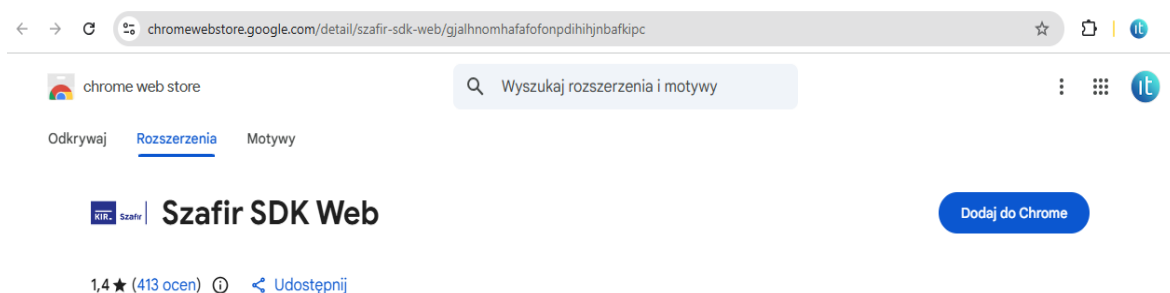 chromewebstore.google.com/detail/szafir-sdk-web/gjalhnomhafafofonpdihihjnbafkipc
chrome web store
Wyszukaj rozszerzenia i motywy
it
Odkrywaj Rozszerzenia Motywy
KIR. Szafir Szafir SDK Web
Dodaj do Chrome
1,4 ★ (413 ocen) Udostępnij